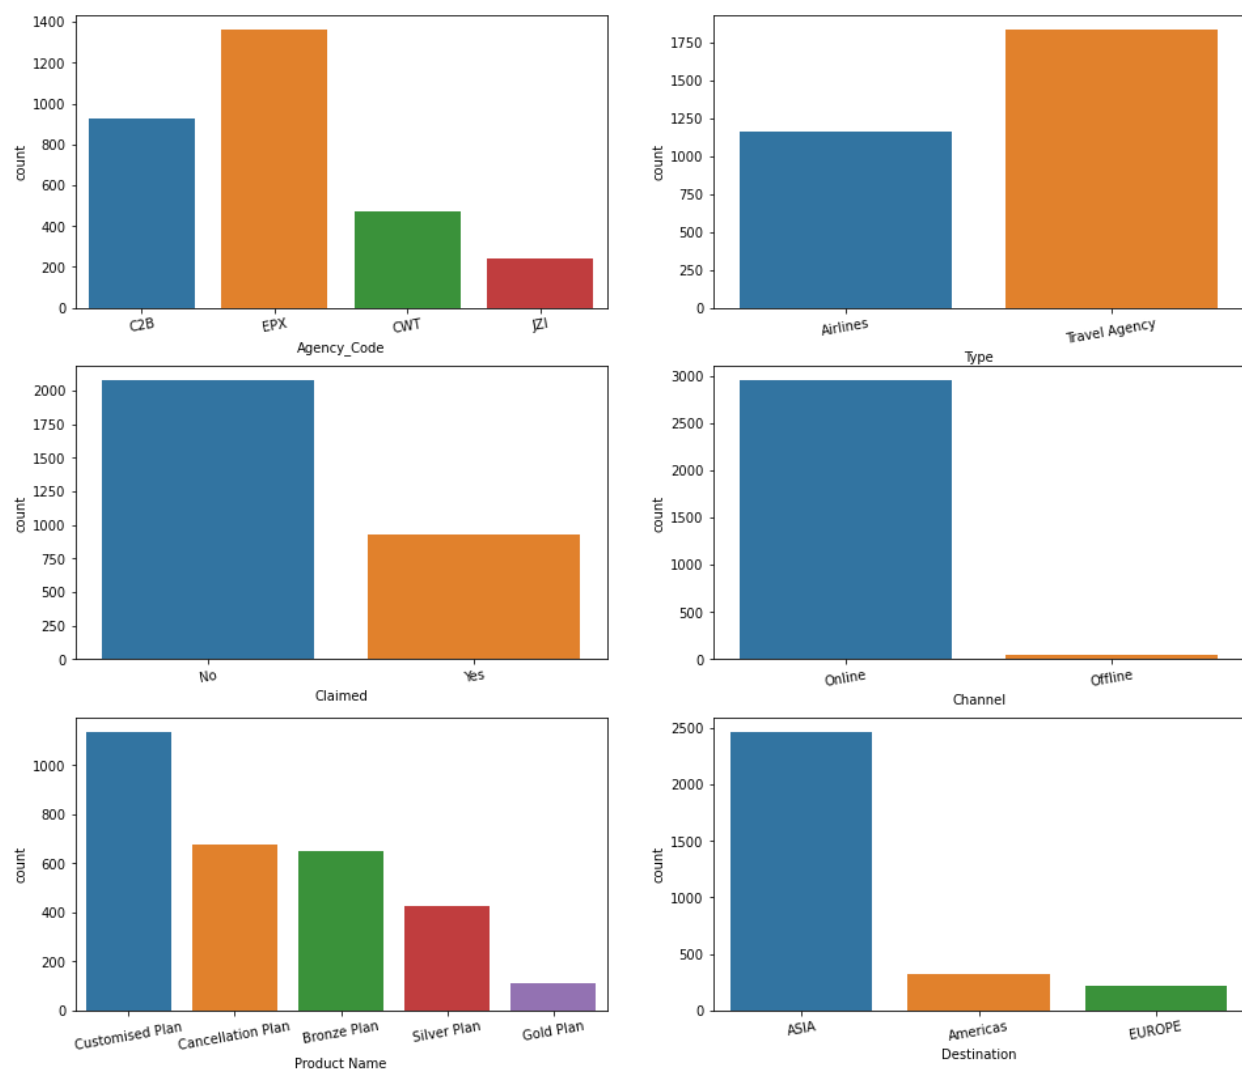 1400
1200
1000
800
600
400
200
0
count
C2B EPX CWT JZI
Agency_Code
1750
1500
1250
1000
750
500
250
0
count
Airlines Travel Agency
Type
2000
1750
1500
1250
1000
750
500
250
0
count
No Yes
Claimed
3000
2500
2000
1500
1000
500
0
count
Online Offline
Channel
1000
800
600
400
200
0
count
Customised Plan Cancellation Plan Bronze Plan Silver Plan Gold Plan
Product Name
2500
2000
1500
1000
500
0
count
ASIA Americas EUROPE
Destination